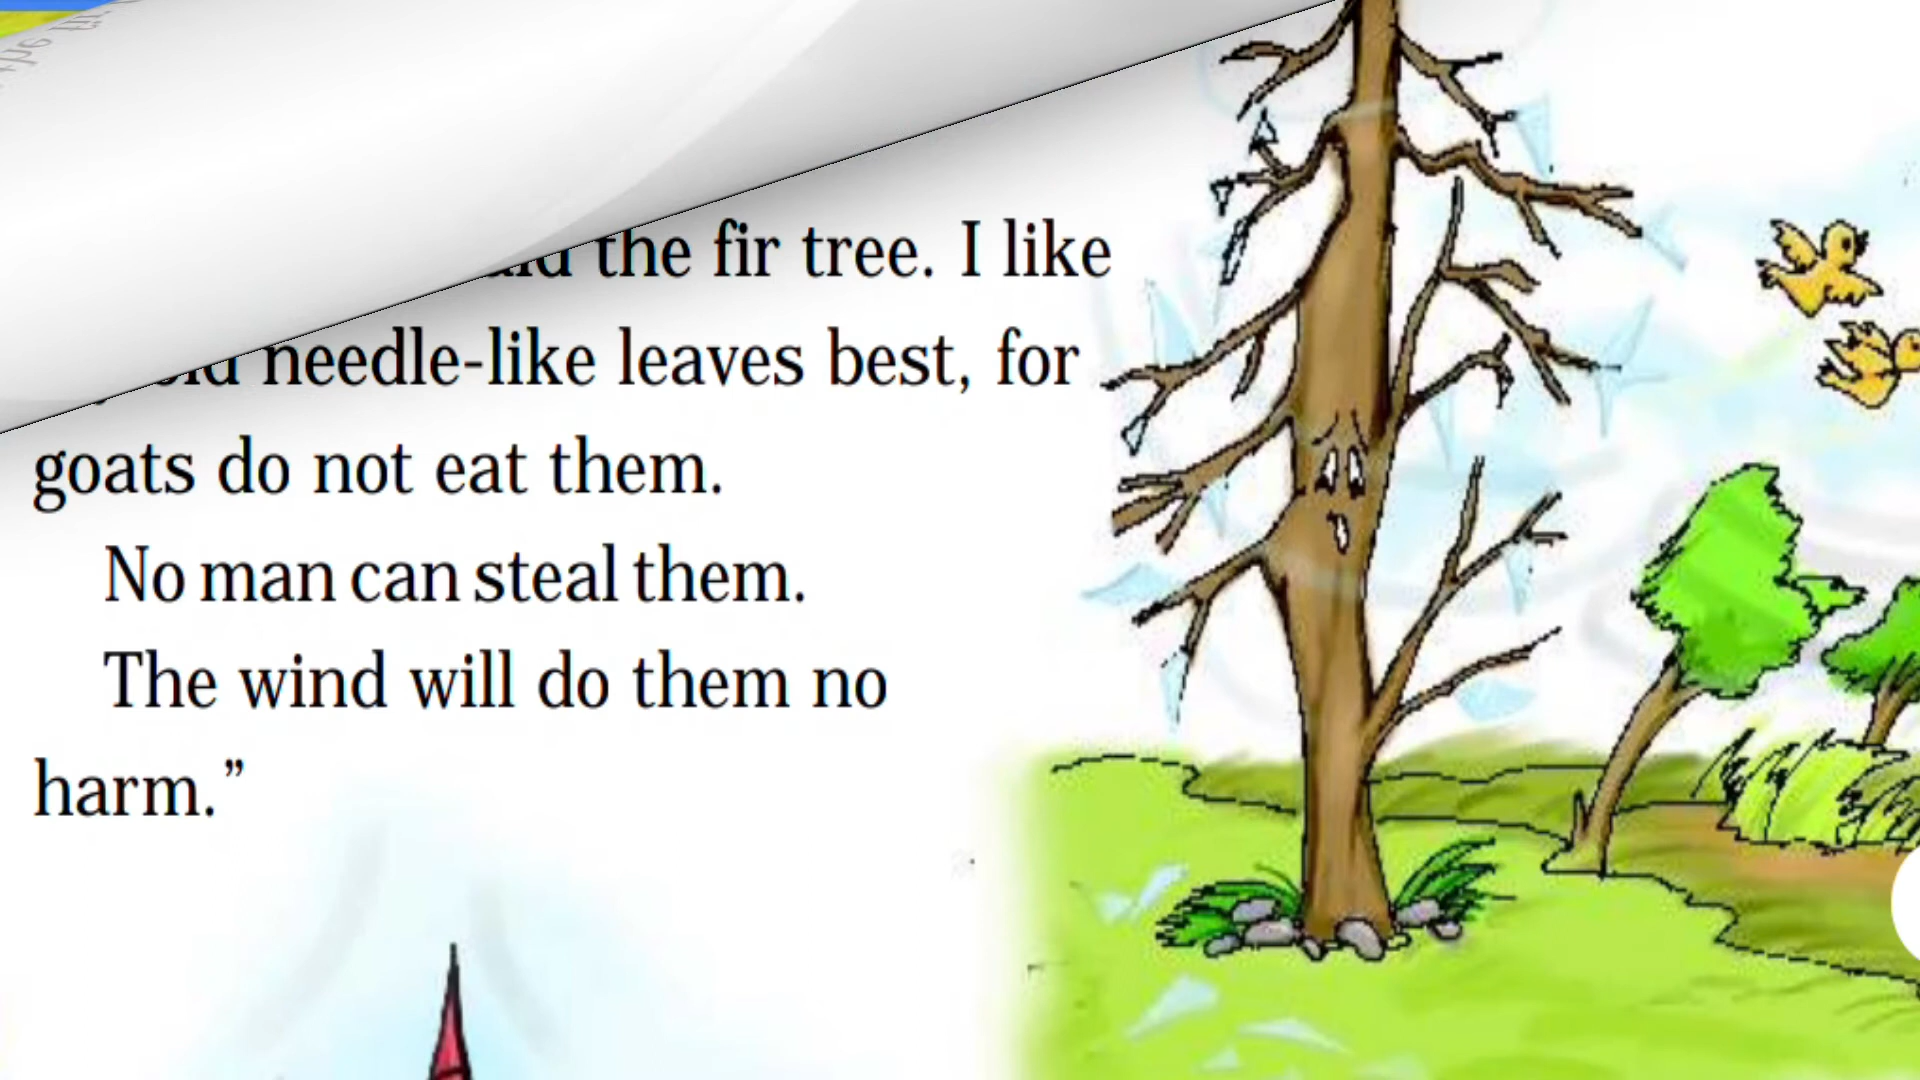 the fir tree. I like
needle-like leaves best, for
goats do not eat them.
No man can steal them.
The wind will do them no
harm.”